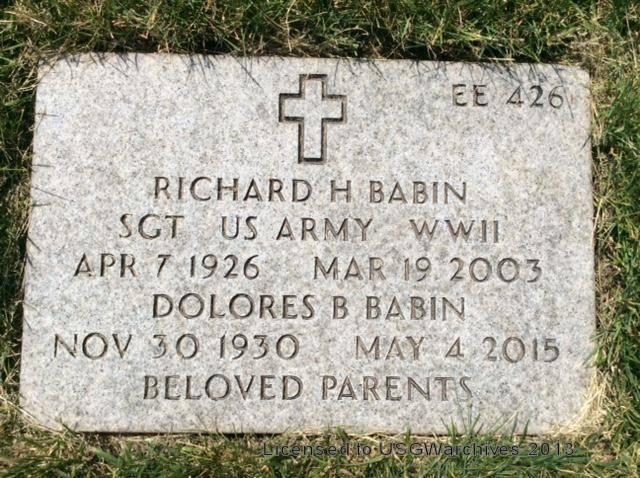 EE 426
RICHARD H BABIN
SGT US ARMY WWII
APR 7 1926 MAR 19 2003
DOLORES B BABIN
NOV 30 1930 MAY 4 2015
BELOVED PARENTS
Licensed to USGWarchives 2013